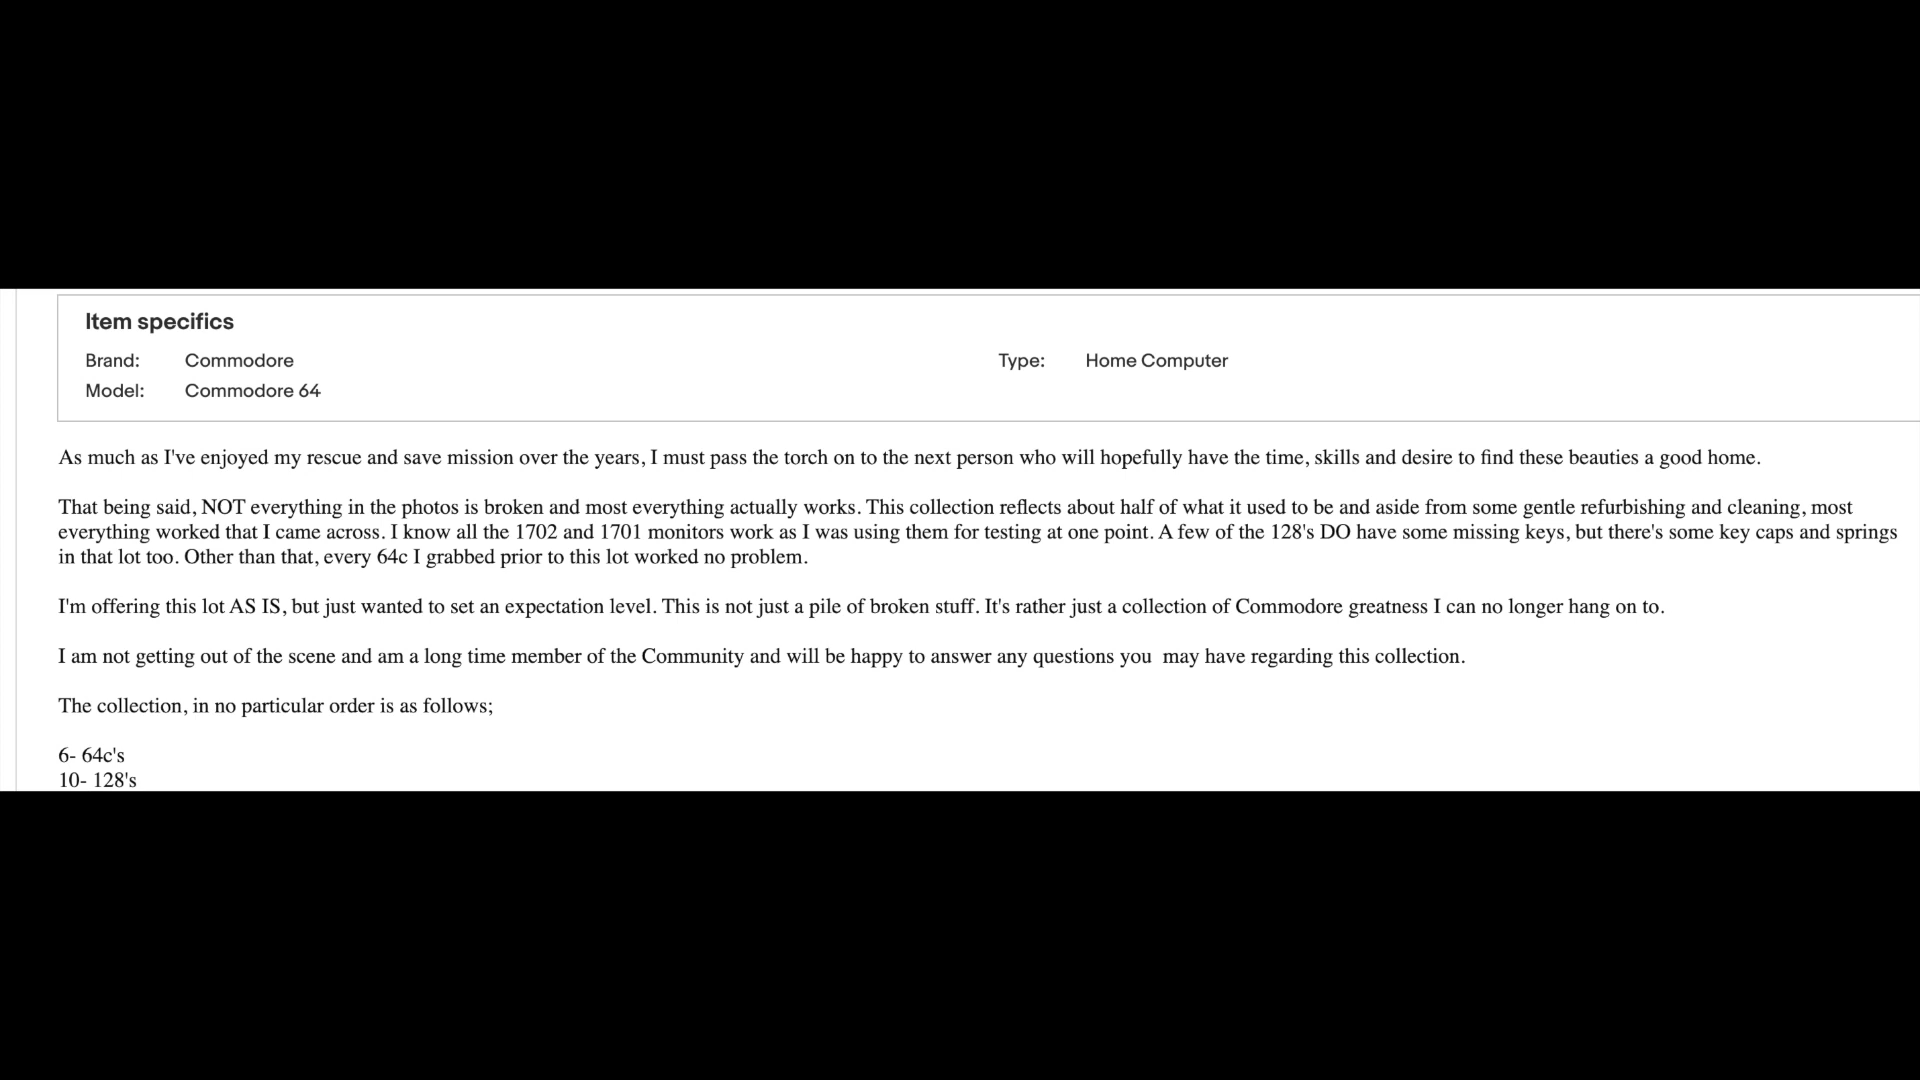 Item specifics
Brand: Commodore Type: Home Computer
Model: Commodore 64
As much as I've enjoyed my rescue and save mission over the years, I must pass the torch on to the next person who will hopefully have the time, skills and desire to find these beauties a good home.
That being said, NOT everything in the photos is broken and most everything actually works. This collection reflects about half of what it used to be and aside from some gentle refurbishing and cleaning, most
everything worked that I came across. I know all the 1702 and 1701 monitors work as I was using them for testing at one point. A few of the 128's DO have some missing keys, but there's some key caps and springs
in that lot too. Other than that, every 64c I grabbed prior to this lot worked no problem.
I'm offering this lot AS IS, but just wanted to set an expectation level. This is not just a pile of broken stuff. It's rather just a collection of Commodore greatness I can no longer hang on to.
I am not getting out of the scene and am a long time member of the Community and will be happy to answer any questions you  may have regarding this collection.
The collection, in no particular order is as follows;
6- 64c's
10- 128's